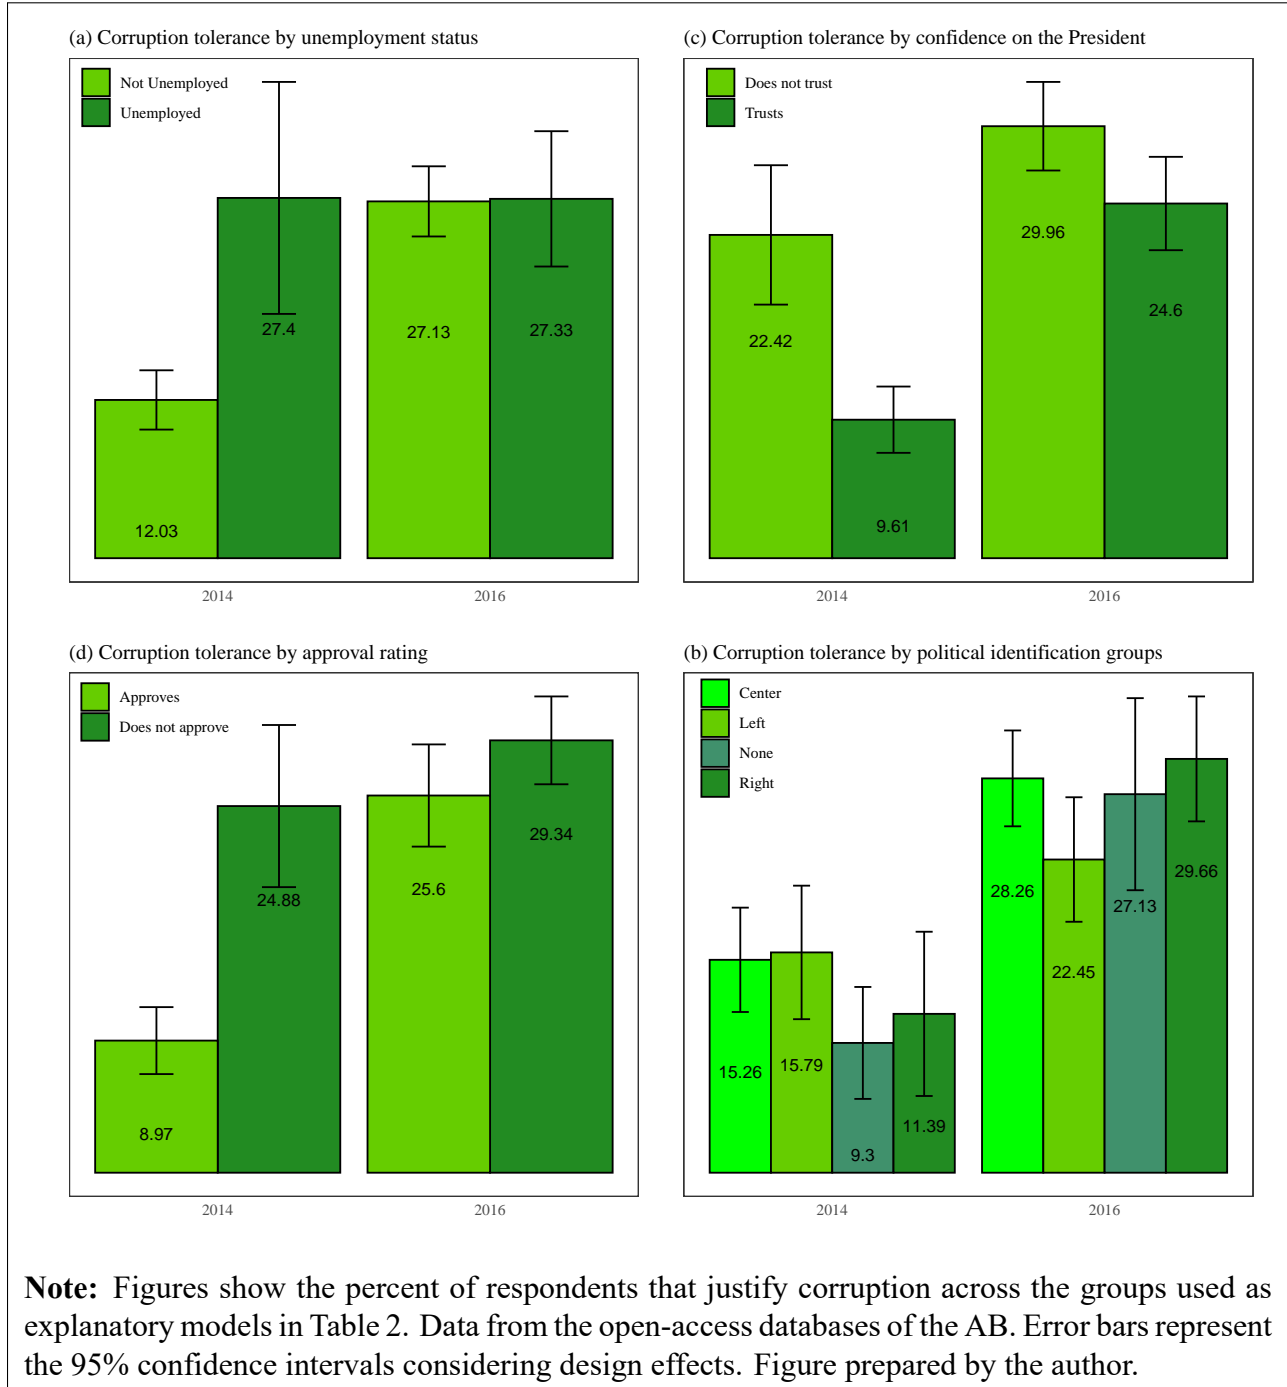 (a) Corruption tolerance by unemployment status
Not Unemployed
Unemployed
12.03
27.4
27.13
27.33
2014
2016
(c) Corruption tolerance by confidence on the President
Does not trust
Trusts
22.42
9.61
29.96
24.6
2014
2016
(d) Corruption tolerance by approval rating
Approves
Does not approve
8.97
24.88
25.6
29.34
2014
2016
(b) Corruption tolerance by political identification groups
Center
Left
None
Right
15.26
15.79
9.3
11.39
28.26
22.45
27.13
29.66
2014
2016
Note: Figures show the percent of respondents that justify corruption across the groups used as
explanatory models in Table 2. Data from the open-access databases of the AB. Error bars represent
the 95% confidence intervals considering design effects. Figure prepared by the author.